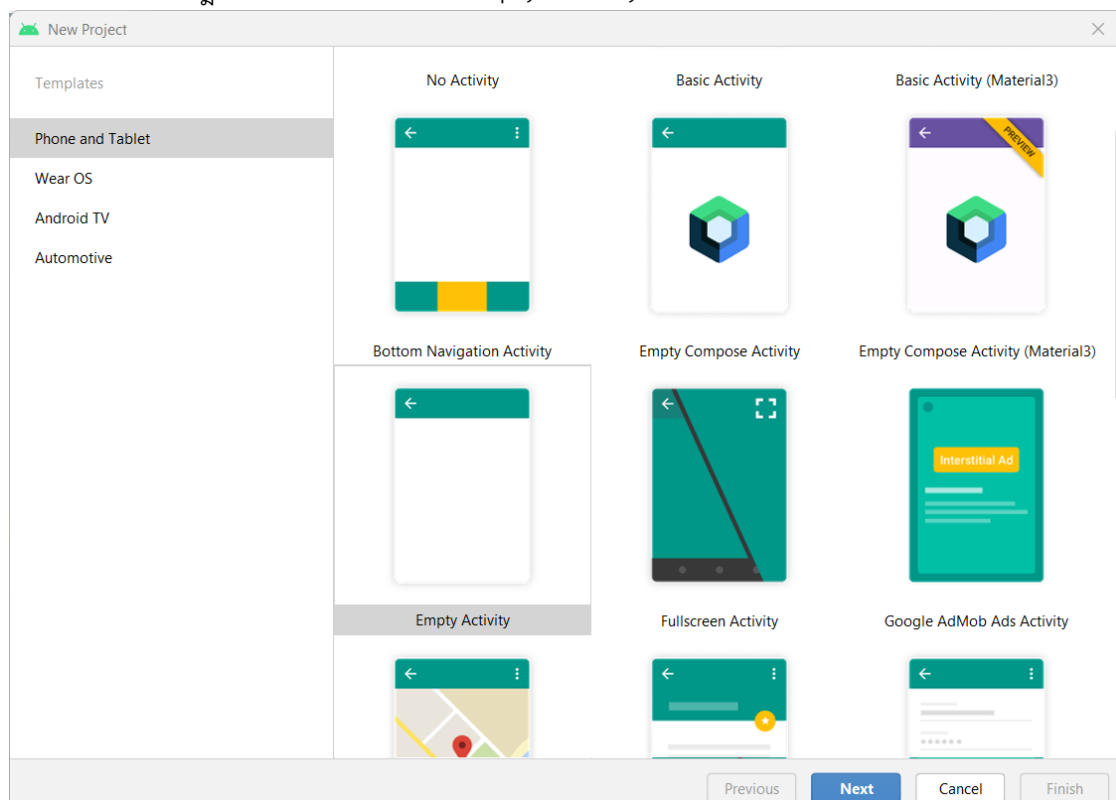 New Project
Templates
Phone and Tablet
Wear OS
Android TV
Automotive
No Activity
Basic Activity
Basic Activity (Material3)
PREVIEW
Bottom Navigation Activity
Empty Compose Activity
Empty Compose Activity (Material3)
Interstitial Ad
Empty Activity
Fullscreen Activity
Google AdMob Ads Activity
Previous
Next
Cancel
Finish